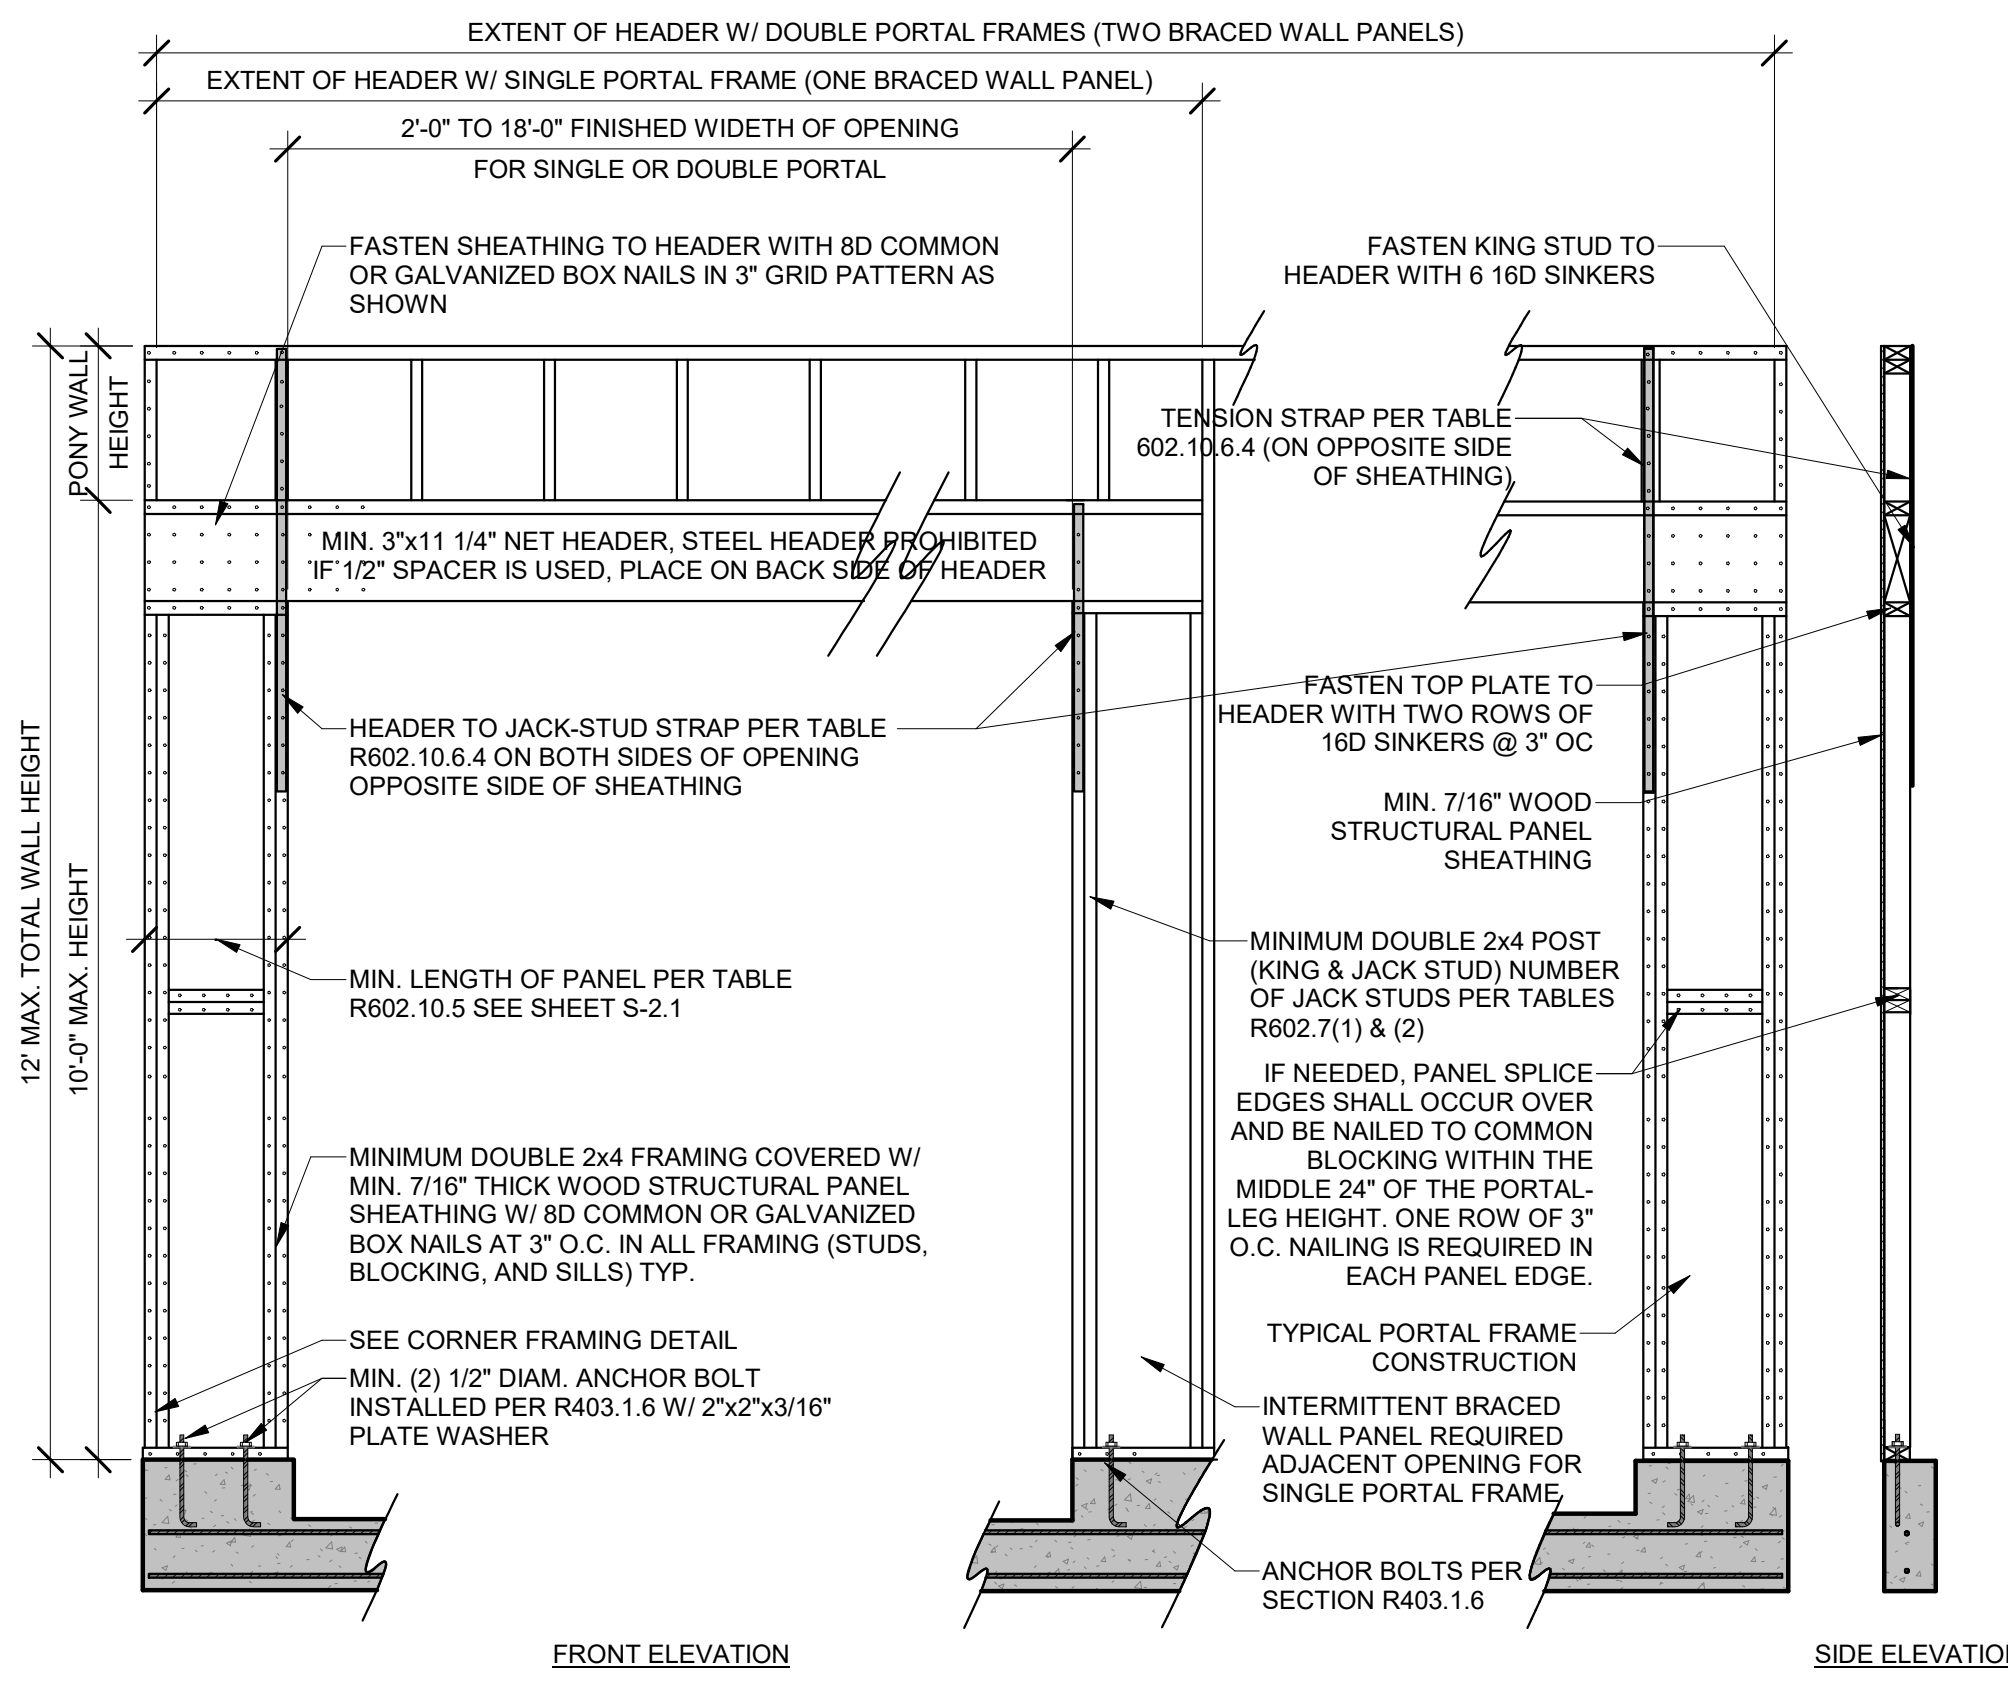 EXTENT OF HEADER W/ DOUBLE PORTAL FRAMES (TWO BRACED WALL PANELS)
EXTENT OF HEADER W/ SINGLE PORTAL FRAME (ONE BRACED WALL PANEL)
2'-0" TO 18'-0" FINISHED WIDETH OF OPENING
FOR SINGLE OR DOUBLE PORTAL
FASTEN SHEATHING TO HEADER WITH 8D COMMON
OR GALVANIZED BOX NAILS IN 3" GRID PATTERN AS
SHOWN
FASTEN KING STUD TO
HEADER WITH 6 16D SINKERS
PONY WALL
HEIGHT
TENSION STRAP PER TABLE
602.10.6.4 (ON OPPOSITE SIDE
OF SHEATHING)
MIN. 3"x11 1/4" NET HEADER, STEEL HEADER PROHIBITED
IF 1/2" SPACER IS USED, PLACE ON BACK SIDE OF HEADER
12' MAX. TOTAL WALL HEIGHT
10'-0" MAX. HEIGHT
HEADER TO JACK-STUD STRAP PER TABLE
R602.10.6.4 ON BOTH SIDES OF OPENING
OPPOSITE SIDE OF SHEATHING
FASTEN TOP PLATE TO
HEADER WITH TWO ROWS OF
16D SINKERS @ 3" OC
MIN. 7/16" WOOD
STRUCTURAL PANEL
SHEATHING
MIN. LENGTH OF PANEL PER TABLE
R602.10.5 SEE SHEET S-2.1
MINIMUM DOUBLE 2x4 POST
(KING & JACK STUD) NUMBER
OF JACK STUDS PER TABLES
R602.7(1) & (2)
IF NEEDED, PANEL SPLICE
EDGES SHALL OCCUR OVER
AND BE NAILED TO COMMON
BLOCKING WITHIN THE
MIDDLE 24" OF THE PORTAL-
LEG HEIGHT. ONE ROW OF 3"
O.C. NAILING IS REQUIRED IN
EACH PANEL EDGE.
MINIMUM DOUBLE 2x4 FRAMING COVERED W/
MIN. 7/16" THICK WOOD STRUCTURAL PANEL
SHEATHING W/ 8D COMMON OR GALVANIZED
BOX NAILS AT 3" O.C. IN ALL FRAMING (STUDS,
BLOCKING, AND SILLS) TYP.
SEE CORNER FRAMING DETAIL
MIN. (2) 1/2" DIAM. ANCHOR BOLT
INSTALLED PER R403.1.6 W/ 2"x2"x3/16"
PLATE WASHER
TYPICAL PORTAL FRAME
CONSTRUCTION
INTERMITTENT BRACED
WALL PANEL REQUIRED
ADJACENT OPENING FOR
SINGLE PORTAL FRAME
ANCHOR BOLTS PER
SECTION R403.1.6
FRONT ELEVATION
SIDE ELEVATION